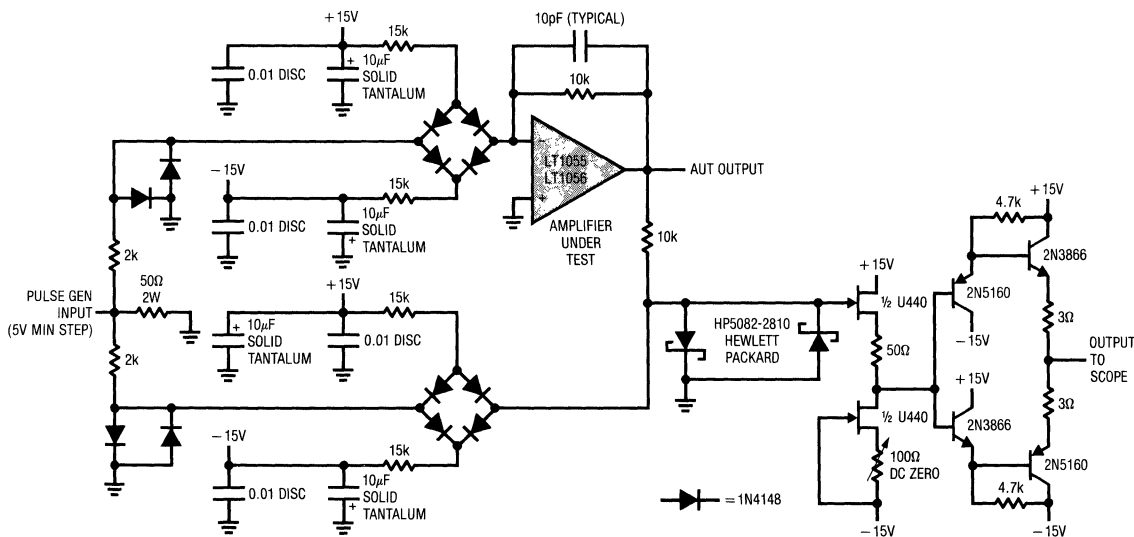 +15V
15k
0.01 DISC
+
10µF
SOLID
TANTALUM
10pF (TYPICAL)
10k
−
LT1055
LT1056
+
AMPLIFIER
UNDER
TEST
AUT OUTPUT
−15V
15k
0.01 DISC
10µF
SOLID
TANTALUM
+
2k
50Ω
2W
PULSE GEN
INPUT
(5V MIN STEP)
2k
+15V
15k
+
10µF
SOLID
TANTALUM
0.01 DISC
−15V
15k
0.01 DISC
10µF
SOLID
TANTALUM
+
10k
HP5082-2810
HEWLETT
PACKARD
+15V
½ U440
50Ω
½ U440
100Ω
DC ZERO
−15V
+15V
4.7k
2N3866
2N5160
−15V
3Ω
OUTPUT
TO
SCOPE
+15V
3Ω
2N3866
2N5160
4.7k
−15V
=1N4148